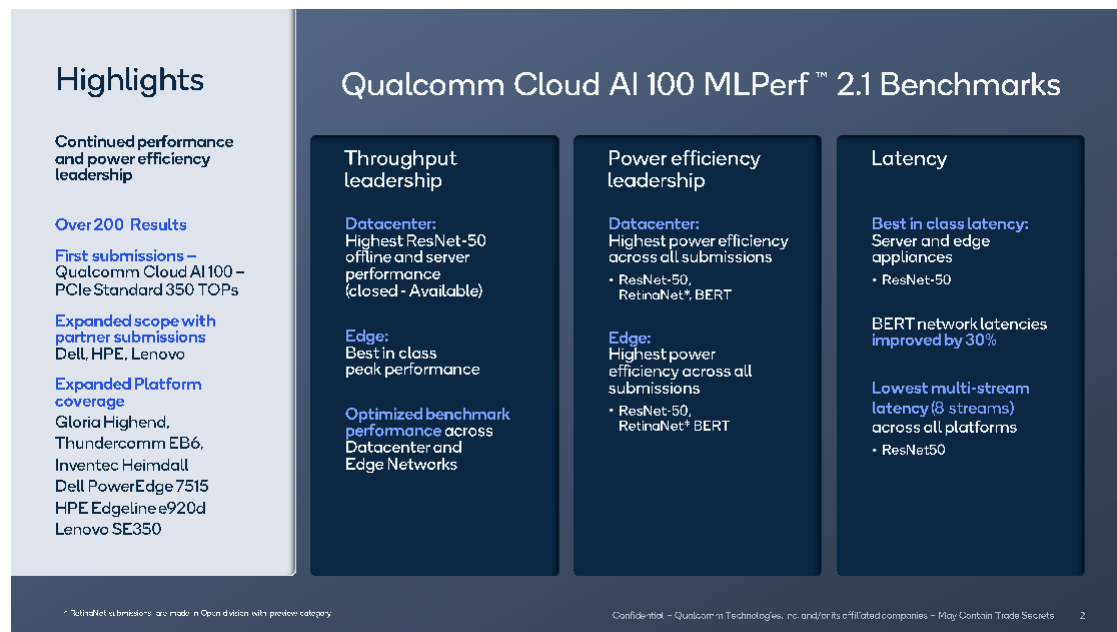 Highlights
Continued performance
and power efficiency
leadership
Over 200 Results
First submissions –
Qualcomm Cloud AI 100 –
PCIe Standard 350 TOPs
Expanded scope with
partner submissions
Dell, HPE, Lenovo
Expanded Platform
coverage
Gloria Highend,
Thundercomm EB6,
Inventec Heimdall
Dell PowerEdge 7515
HPE Edgeline e920d
Lenovo SE350
Qualcomm Cloud AI 100 MLPerf ™ 2.1 Benchmarks
Throughput
leadership
Datacenter:
Highest ResNet-50
offline and server
performance
(closed - Available)
Edge:
Best in class
peak performance
Optimized benchmark
performance across
Datacenter and
Edge Networks
Power efficiency
leadership
Datacenter:
Highest power efficiency
across all submissions
• ResNet-50,
RetinaNet*, BERT
Edge:
Highest power
efficiency across all
submissions
• ResNet-50,
RetinaNet* BERT
Latency
Best in class latency:
Server and edge
appliances
• ResNet-50
BERT network latencies
improved by 30%
Lowest multi-stream
latency (8 streams)
across all platforms
• ResNet50
* RetinaNet submissions are made in Open division with preview category
Confidential – Qualcomm Technologies, Inc. and/or its affiliated companies – May Contain Trade Secrets
2